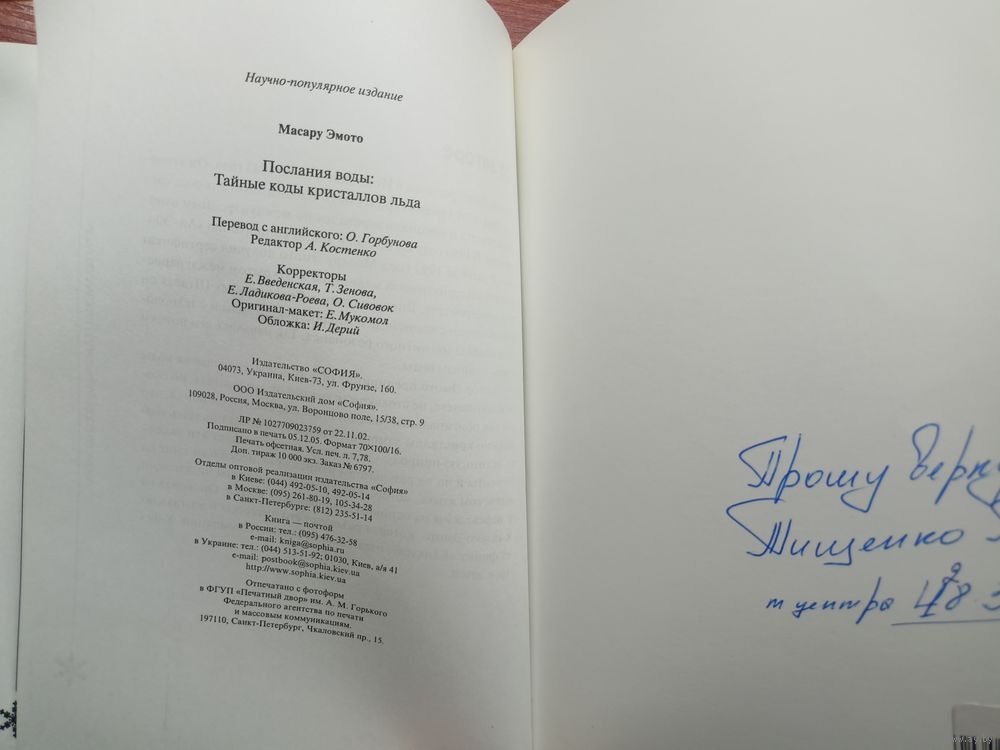 Научно-популярное издание
Масару Эмото
Послания воды:
Тайные коды кристаллов льда
Перевод с английского: О. Горбунова
Редактор А. Костенко
Корректоры
Е. Введенская, Т. Зенова,
Е. Ладикова-Роева, О. Сивовок
Оригинал-макет: Е. Мукомол
Обложка: И. Дерий
Издательство «СОФИЯ».
04073, Украина, Киев-73, ул. Фрунзе, 160.
ООО Издательский дом «София».
109028, Россия, Москва, ул. Воронцово поле, 15/38, стр. 9
ЛР № 1027709023759 от 22.11.02.
Подписано в печать 05.12.05. Формат 70×100/16.
Печать офсетная. Усл. печ. л. 7,78.
Доп. тираж 10 000 экз. Заказ № 6797.
Отделы оптовой реализации издательства «София»
в Киеве: (044) 492-05-10, 492-05-14
в Москве: (095) 261-80-19, 105-34-28
в Санкт-Петербурге: (812) 235-51-14
Книга — почтой
в России: тел.: (095) 476-32-58
e-mail: kniga@sophia.ru
в Украине: тел.: (044) 513-51-92; 01030, Киев, а/я 41
e-mail: postbook@sophia.kiev.ua
http://www.sophia.kiev.ua
Отпечатано с фотоформ
в ФГУП «Печатный двор» им. А. М. Горького
Федерального агентства по печати
и массовым коммуникациям.
197110, Санкт-Петербург, Чкаловский пр., 15.
Прошу верну
Тищенко
т центра